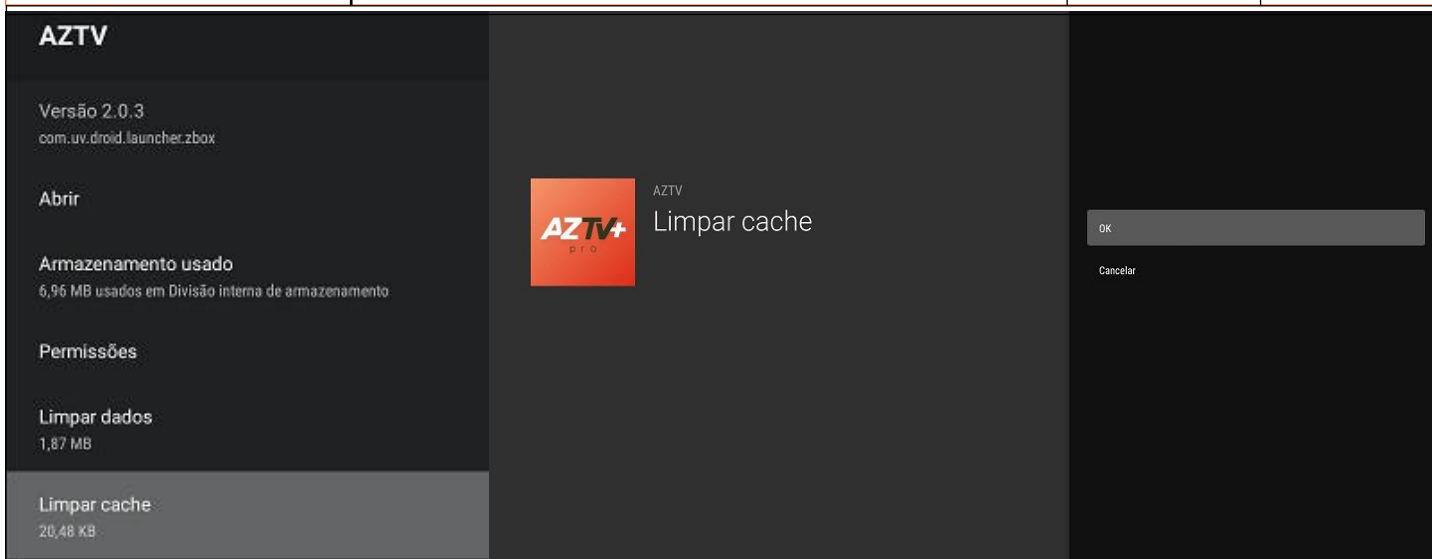 AZTV
Versão 2.0.3
com.uv.droid.launcher.zbox
Abrir
Armazenamento usado
6,96 MB usados em Divisão interna de armazenamento
Permissões
Limpar dados
1,87 MB
Limpar cache
20,48 KB
AZTV+
pro
AZTV
Limpar cache
OK
Cancelar